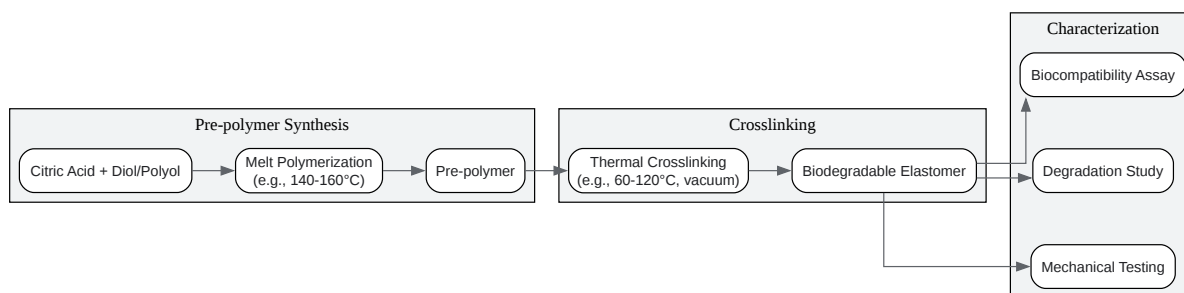 Pre-polymer Synthesis
Citric Acid + Diol/Polyol
Melt Polymerization
(e.g., 140-160°C)
Pre-polymer
Crosslinking
Thermal Crosslinking
(e.g., 60-120°C, vacuum)
Biodegradable Elastomer
Characterization
Biocompatibility Assay
Degradation Study
Mechanical Testing